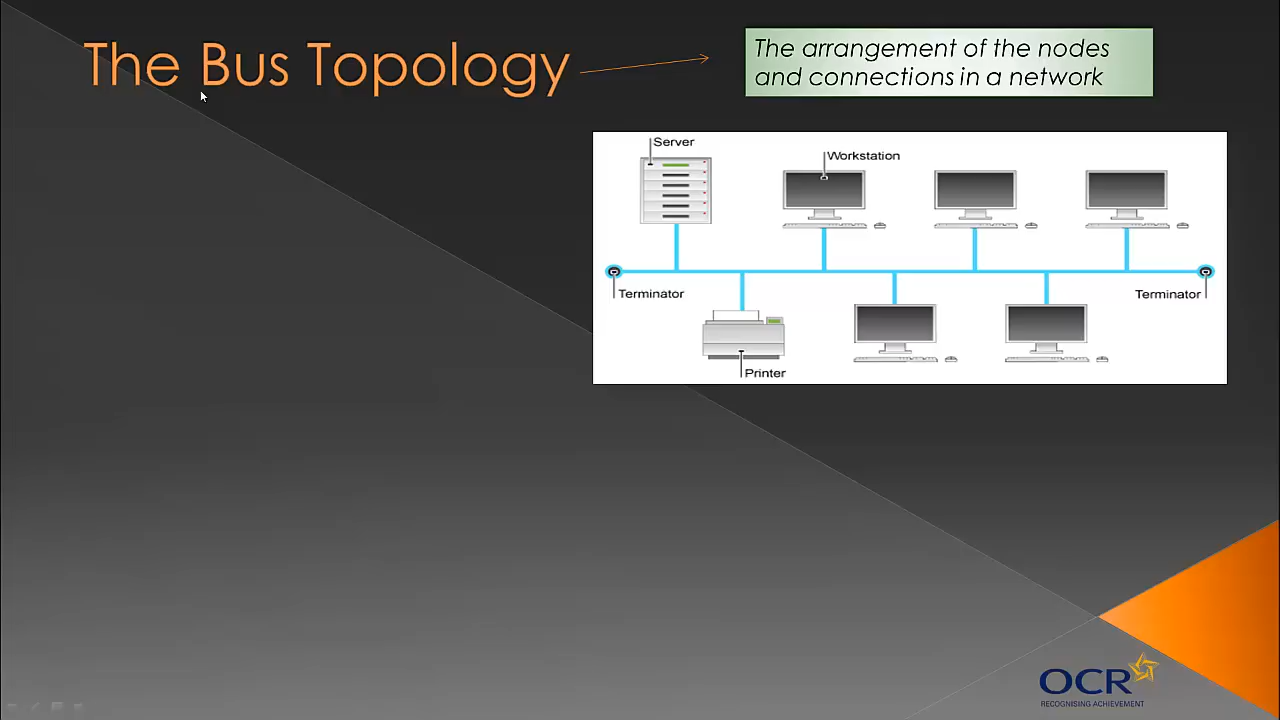 The Bus Topology
The arrangement of the nodes
and connections in a network
Server
Workstation
Terminator
Terminator
Printer
OCR
RECOGNISING ACHIEVEMENT